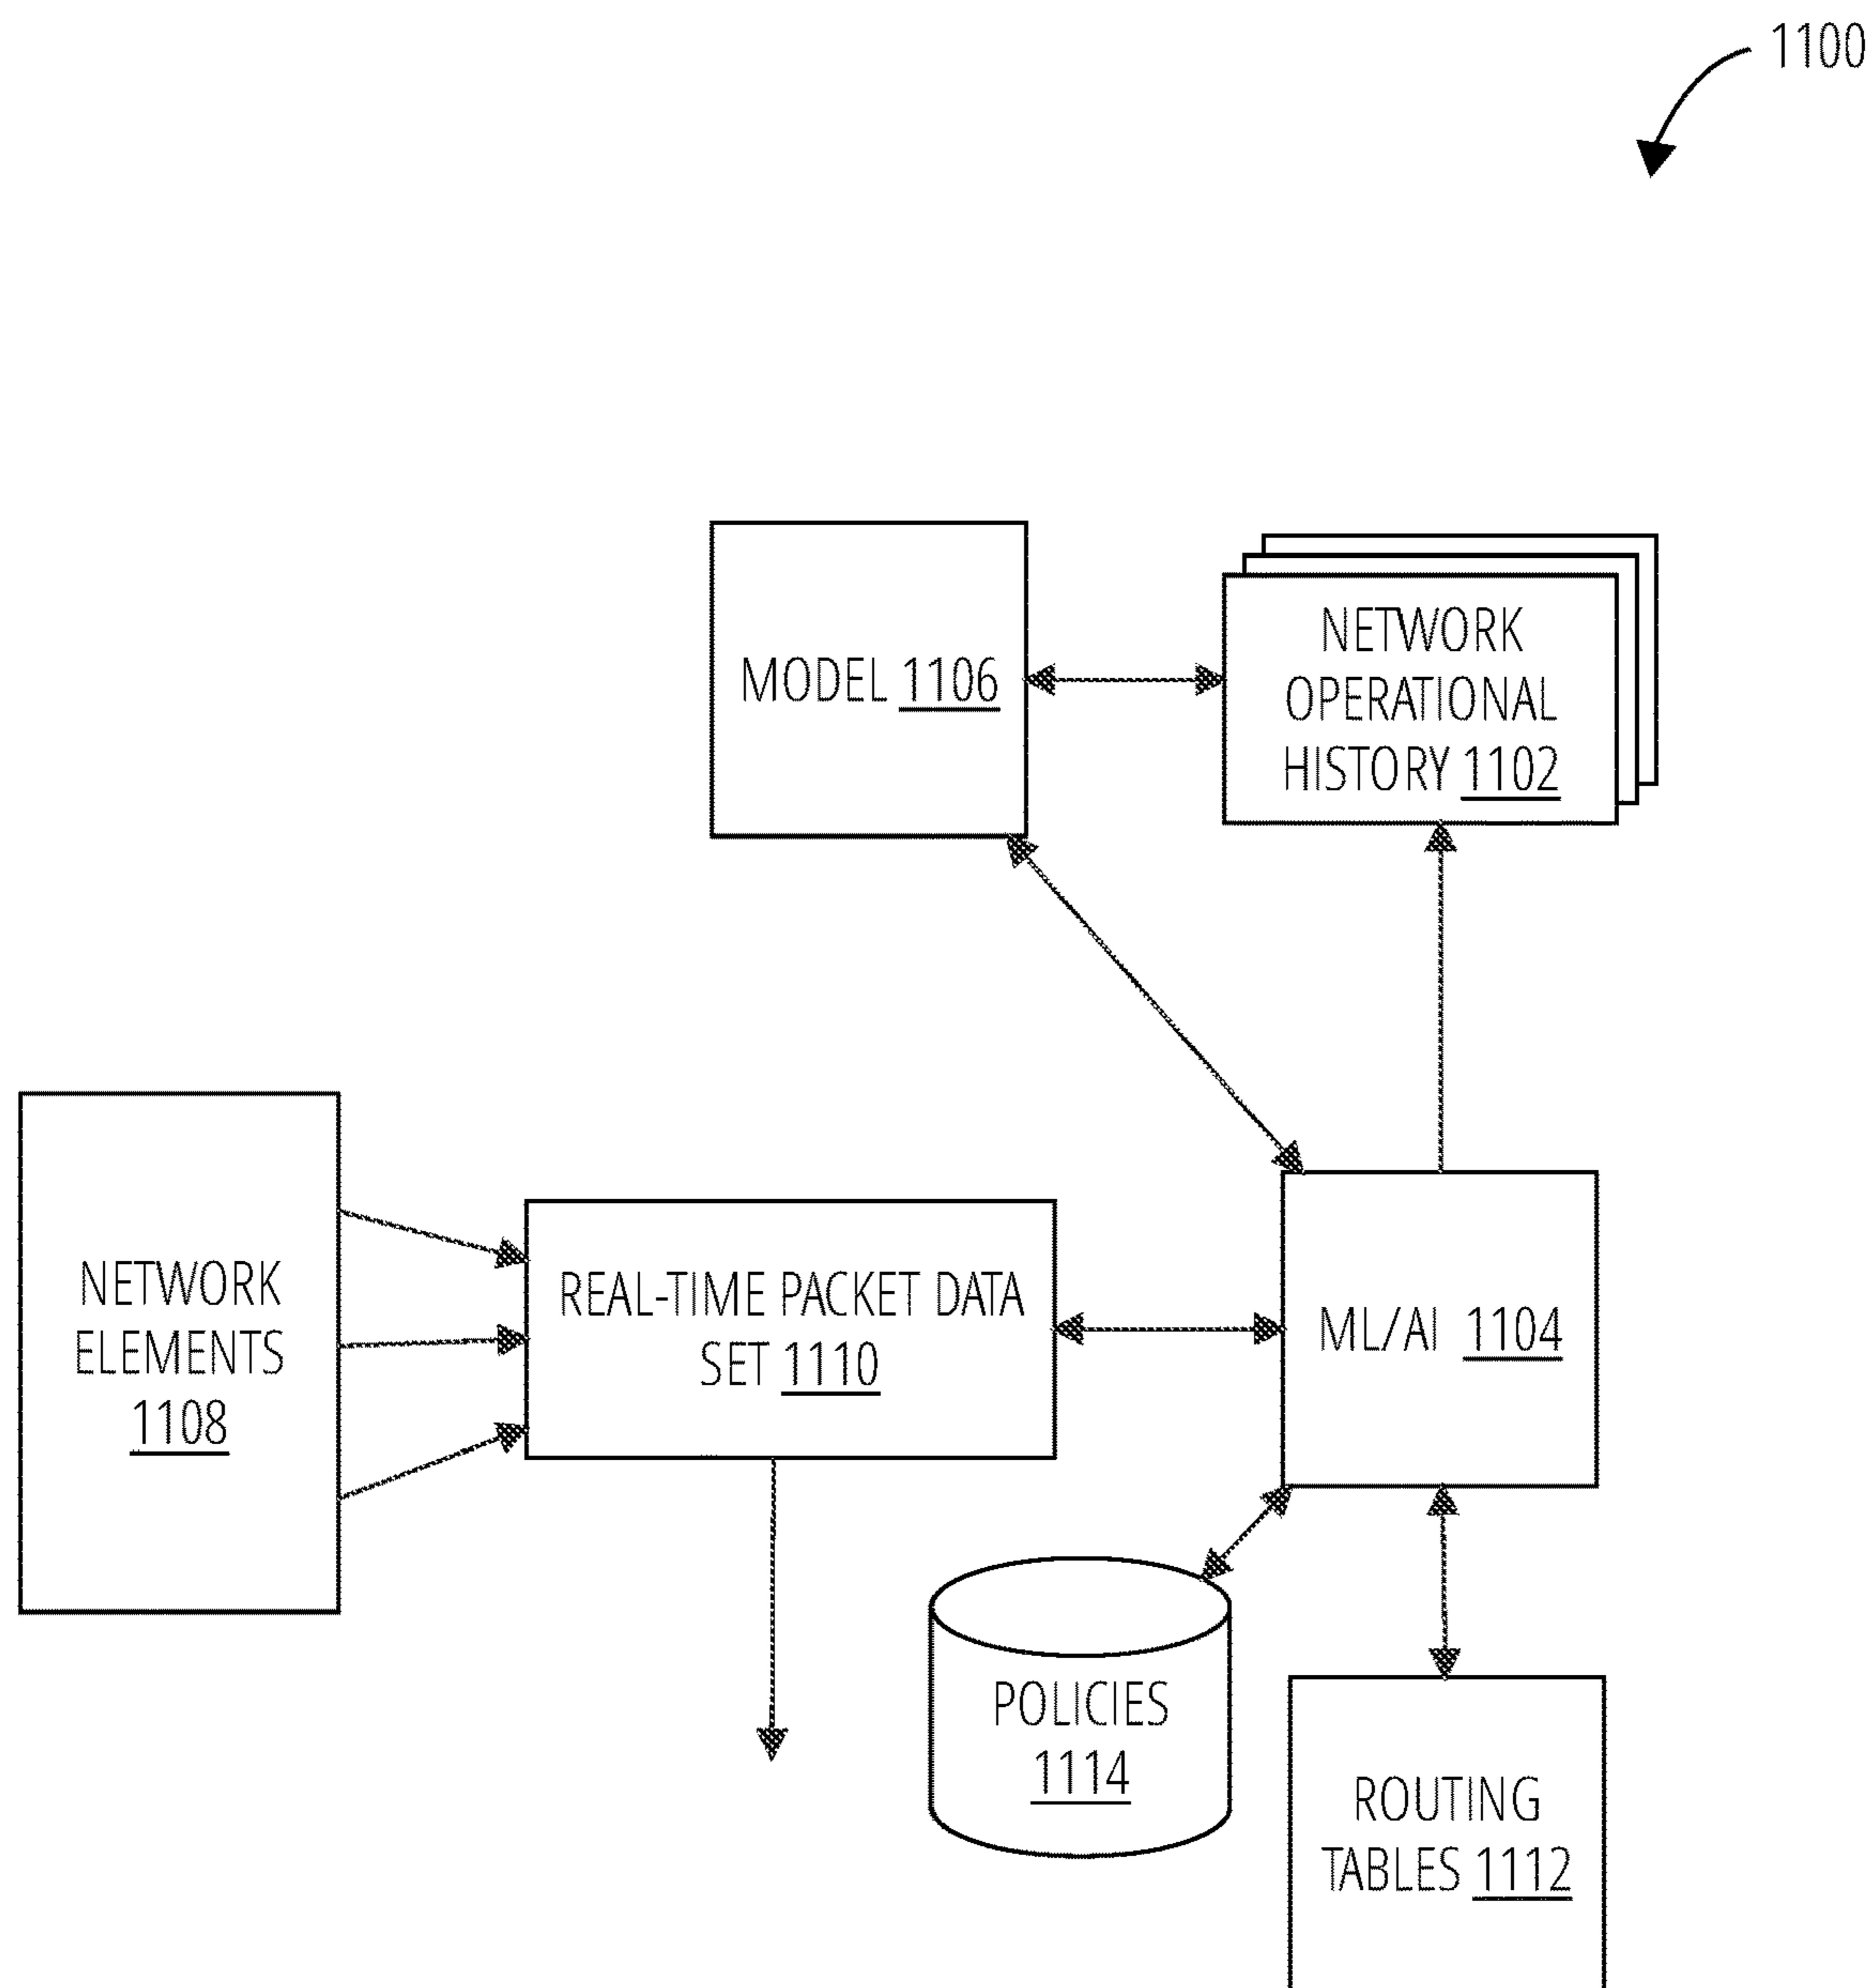 1100
MODEL 1106
NETWORK
OPERATIONAL
HISTORY 1102
NETWORK
ELEMENTS
1108
REAL-TIME PACKET DATA
SET 1110
ML/AI 1104
POLICIES
1114
ROUTING
TABLES 1112